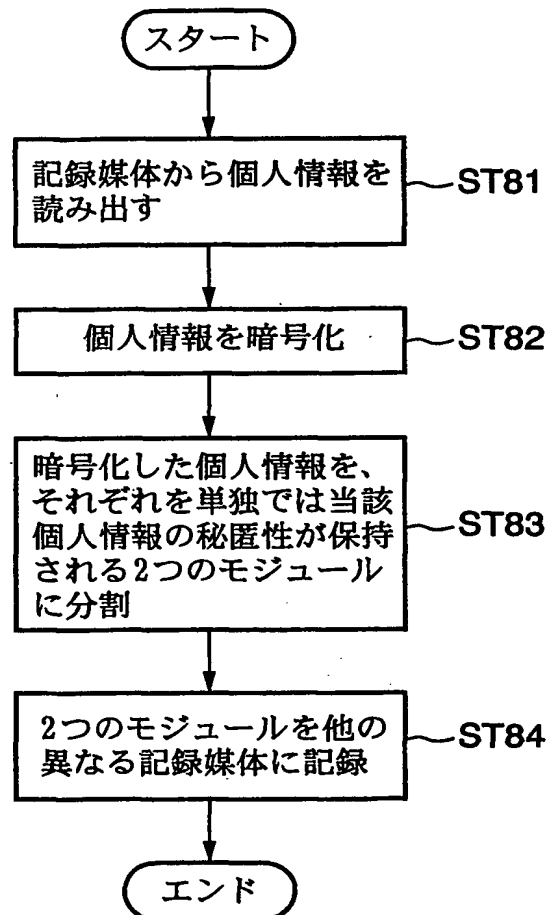 スタート
記録媒体から個人情報を
読み出す
ST81
個人情報を暗号化
ST82
暗号化した個人情報を、
それぞれを単独では当該
個人情報の秘匿性が保持
される2つのモジュール
に分割
ST83
2つのモジュールを他の
異なる記録媒体に記録
ST84
エンド